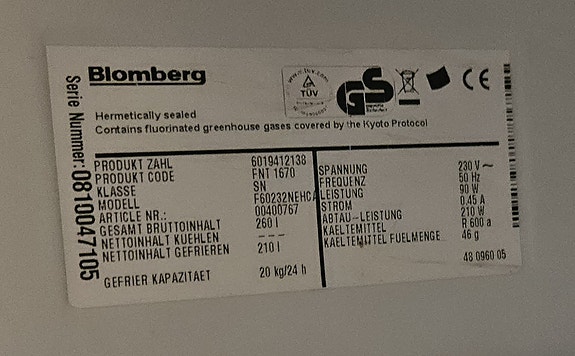 Blomberg
TÜV
GS
CE
Hermetically sealed
Contains fluorinated greenhouse gases covered by the Kyoto Protocol
Serie Nummer: 0810047105
PRODUKT ZAHL 6019412138
PRODUKT CODE FNT 1670
KLASSE SN
MODELL F60232NEHCA
ARTICLE NR.: 00400767
GESAMT BRUTTOINHALT 260 l
NETTOINHALT KUEHLEN ---
NETTOINHALT GEFRIEREN 210 l
GEFRIER KAPAZITAET 20 kg/24 h
SPANNUNG 230 V ~
FREQUENZ 50 Hz
LEISTUNG 90 W
STROM 0.45 A
ABTAU-LEISTUNG 210 W
KAELTEMITTEL R 600 a
KAELTEMITTEL FUELMENGE 46 g
48 0960 05